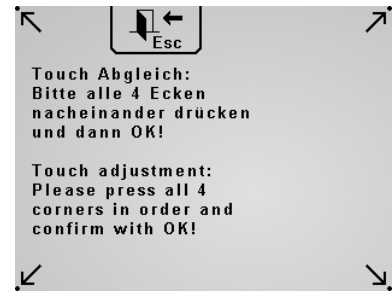 Esc
Touch Abgleich:
Bitte alle 4 Ecken
nacheinander drücken
und dann OK!
Touch adjustment:
Please press all 4
corners in order and
confirm with OK!